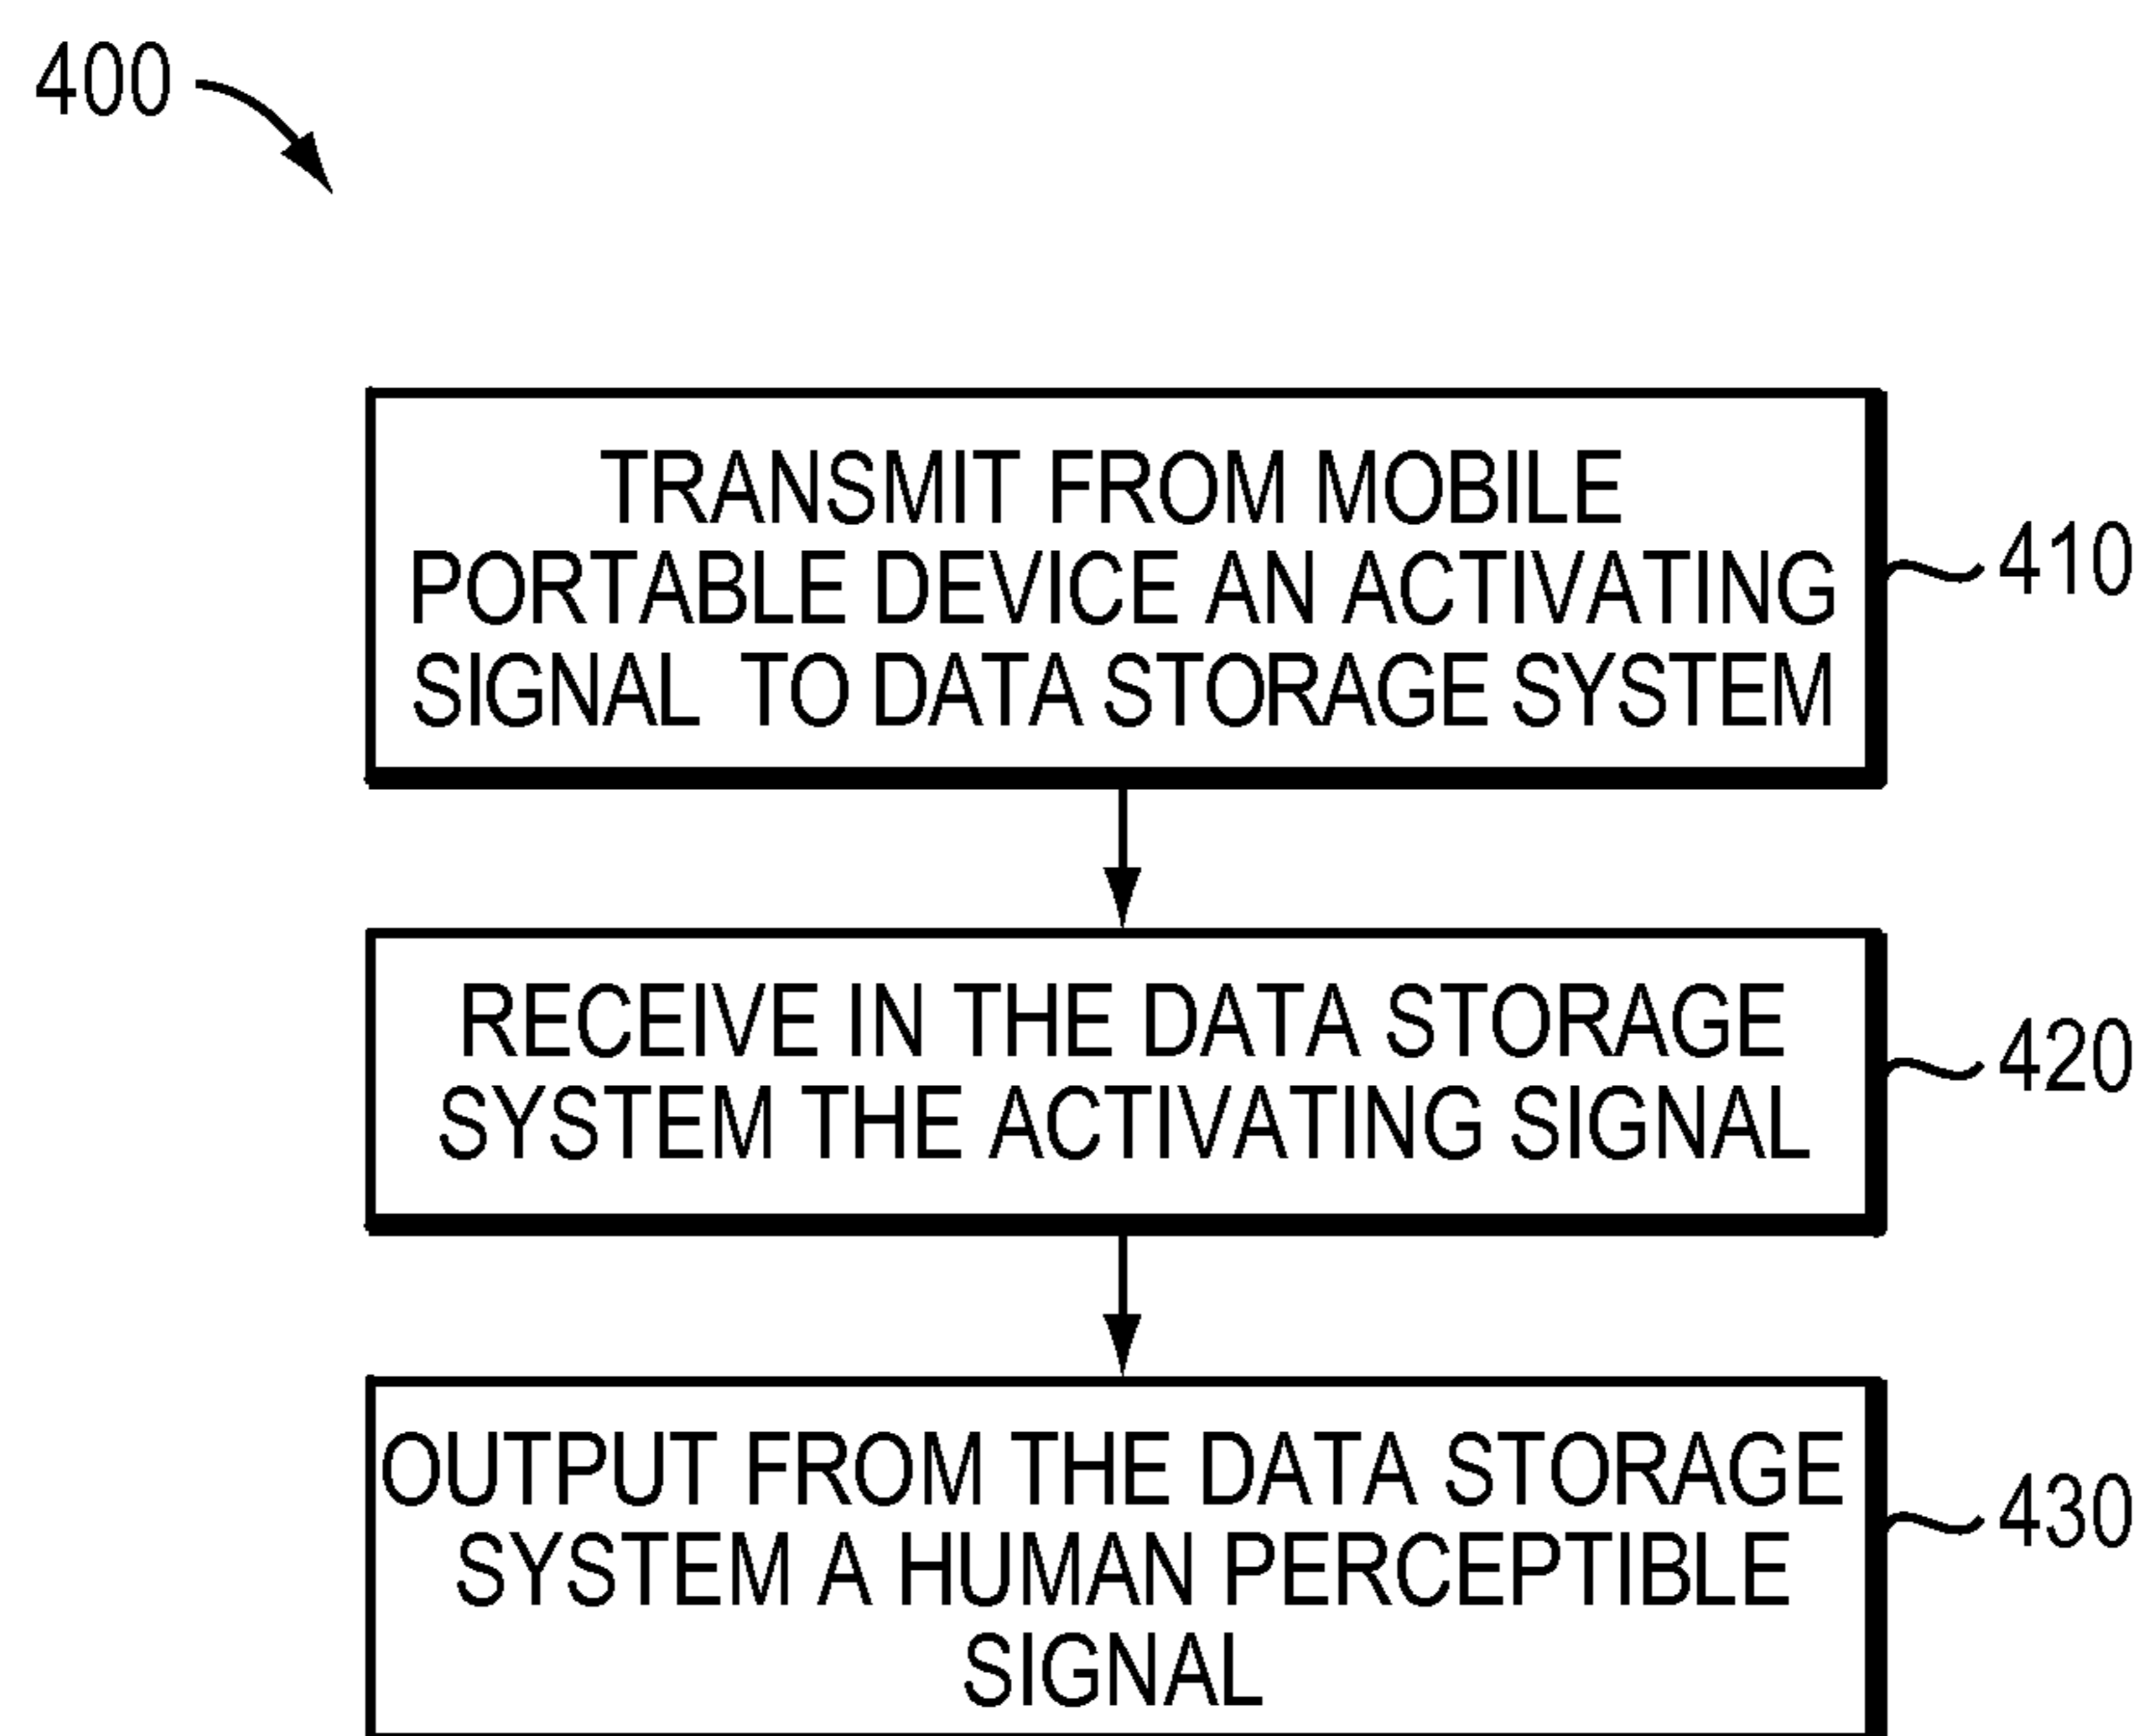 400
TRANSMIT FROM MOBILE
PORTABLE DEVICE AN ACTIVATING
SIGNAL TO DATA STORAGE SYSTEM
410
RECEIVE IN THE DATA STORAGE
SYSTEM THE ACTIVATING SIGNAL
420
OUTPUT FROM THE DATA STORAGE
SYSTEM A HUMAN PERCEPTIBLE
SIGNAL
430